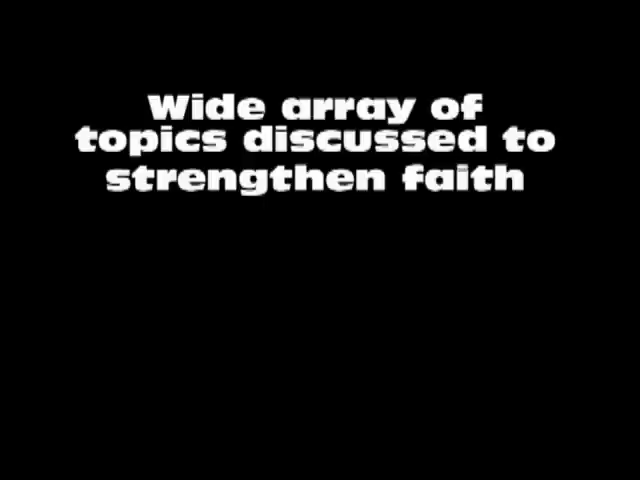 Wide array of
topics discussed to
strengthen faith